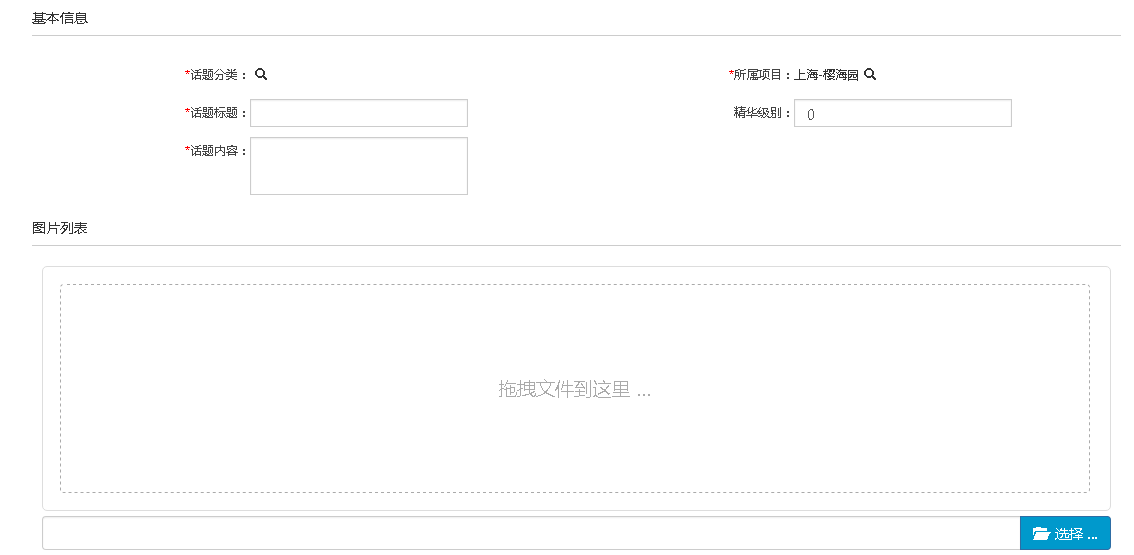 基本信息
*话题分类：
*所属项目：上海-樱海园
*话题标题：
精华级别：0
*话题内容：
图片列表
拖拽文件到这里 ...
选择 ...